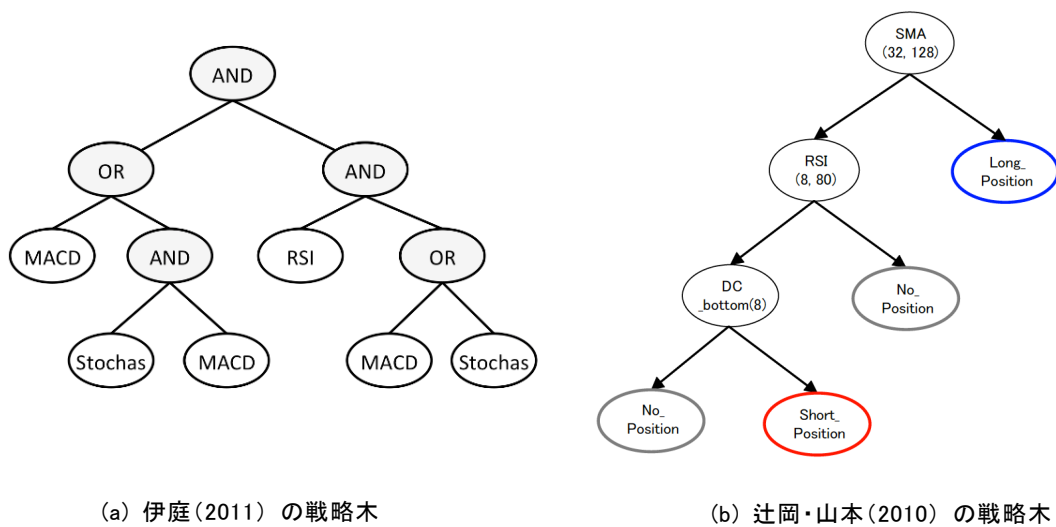 AND
OR
AND
MACD
AND
RSI
OR
Stochas
MACD
MACD
Stochas
(a) 伊庭(2011) の戦略木
SMA
(32, 128)
RSI
(8, 80)
Long_
Position
DC
_bottom(8)
No_
Position
No_
Position
Short_
Position
(b) 辻岡・山本(2010) の戦略木